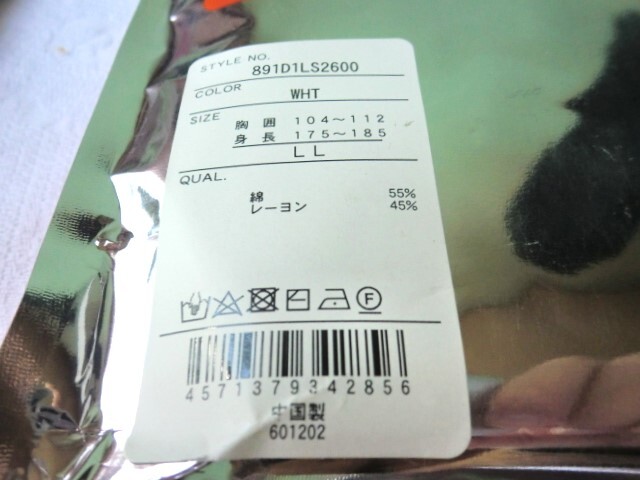 STYLE NO. 891D1LS2600
COLOR WHT
SIZE 胸囲 104～112
身長 175～185
LL
QUAL.
綿 55%
レーヨン 45%
F
4571379342856
中国製
601202